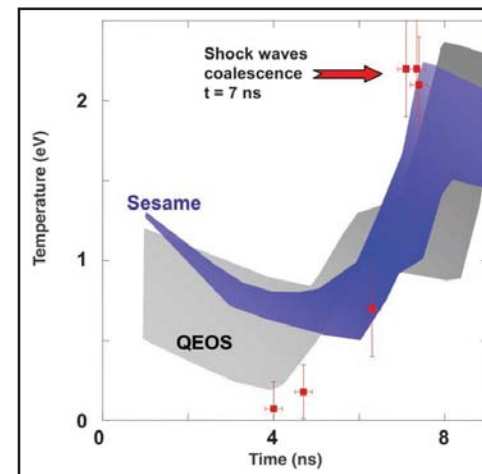 Shock waves
coalescence
t = 7 ns
Sesame
QEOS
Temperature (eV)
2
1
0
0
4
8
Time (ns)